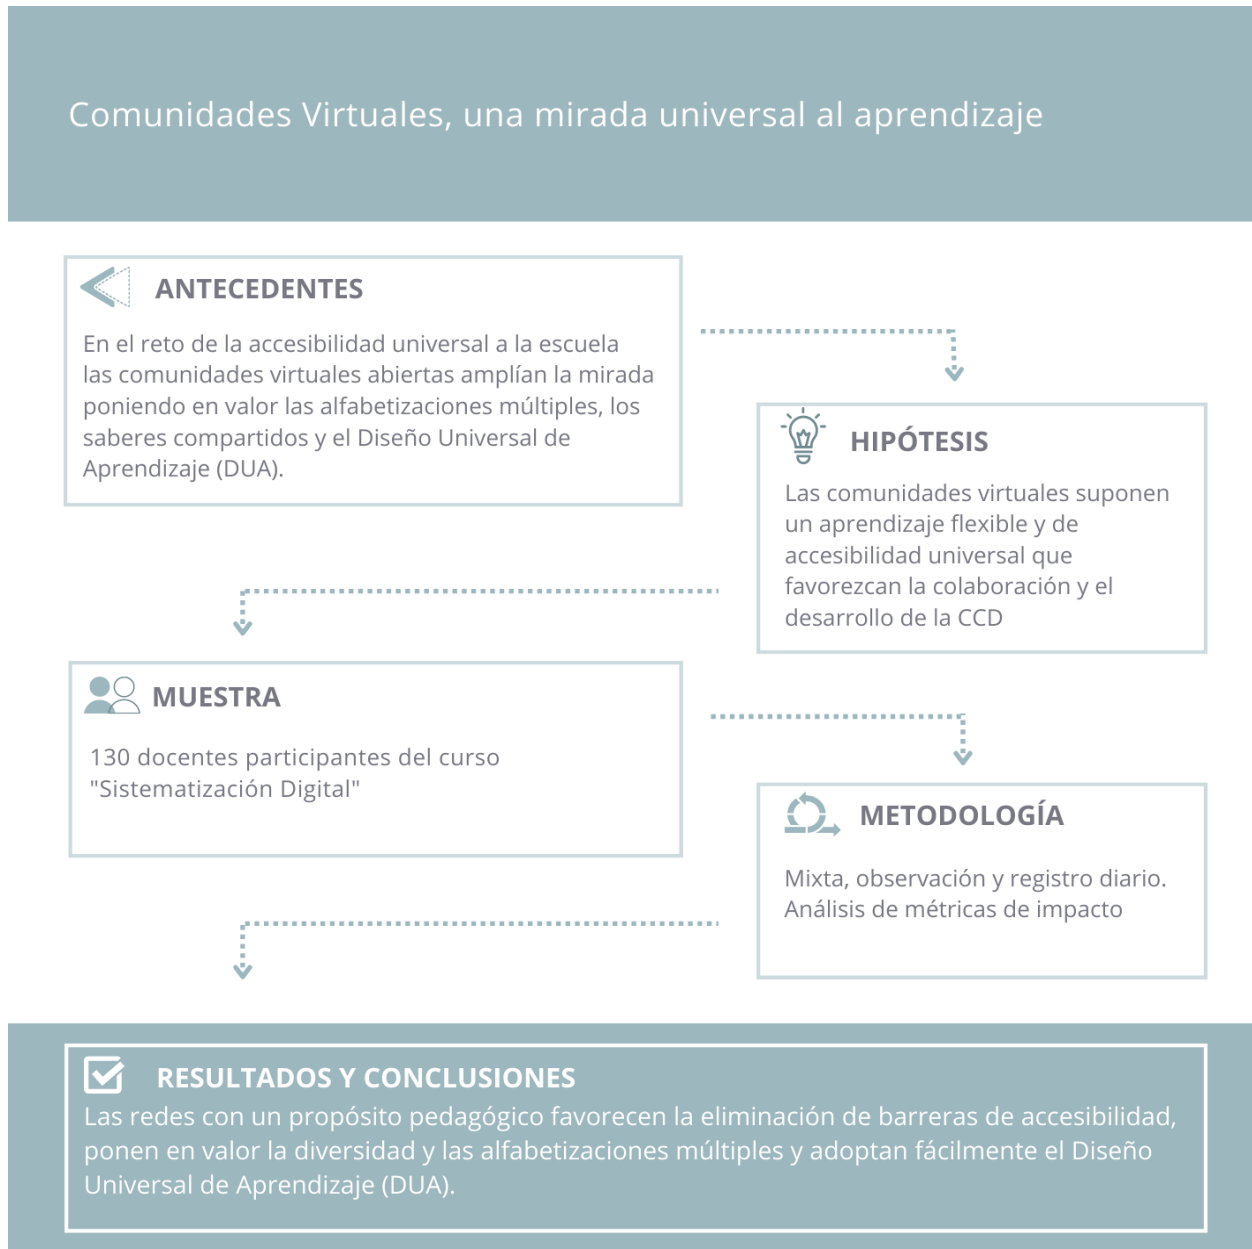 Comunidades Virtuales, una mirada universal al aprendizaje
ANTECEDENTES
En el reto de la accesibilidad universal a la escuela
las comunidades virtuales abiertas amplían la mirada
poniendo en valor las alfabetizaciones múltiples, los
saberes compartidos y el Diseño Universal de
Aprendizaje (DUA).
HIPÓTESIS
Las comunidades virtuales suponen
un aprendizaje flexible y de
accesibilidad universal que
favorezcan la colaboración y el
desarrollo de la CCD
MUESTRA
130 docentes participantes del curso
"Sistematización Digital"
METODOLOGÍA
Mixta, observación y registro diario.
Análisis de métricas de impacto
RESULTADOS Y CONCLUSIONES
Las redes con un propósito pedagógico favorecen la eliminación de barreras de accesibilidad,
ponen en valor la diversidad y las alfabetizaciones múltiples y adoptan fácilmente el Diseño
Universal de Aprendizaje (DUA).